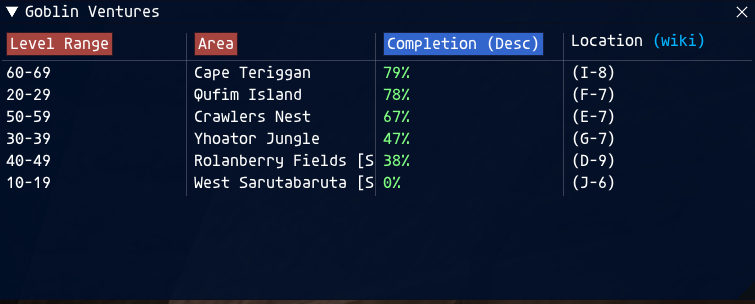 ▼ Goblin Ventures ×
Level Range Area Completion (Desc) Location (wiki)
60-69 Cape Teriggan 79% (I-8)
20-29 Qufim Island 78% (F-7)
50-59 Crawlers Nest 67% (E-7)
30-39 Yhoator Jungle 47% (G-7)
40-49 Rolanberry Fields [S 38% (D-9)
10-19 West Sarutabaruta [S 0% (J-6)